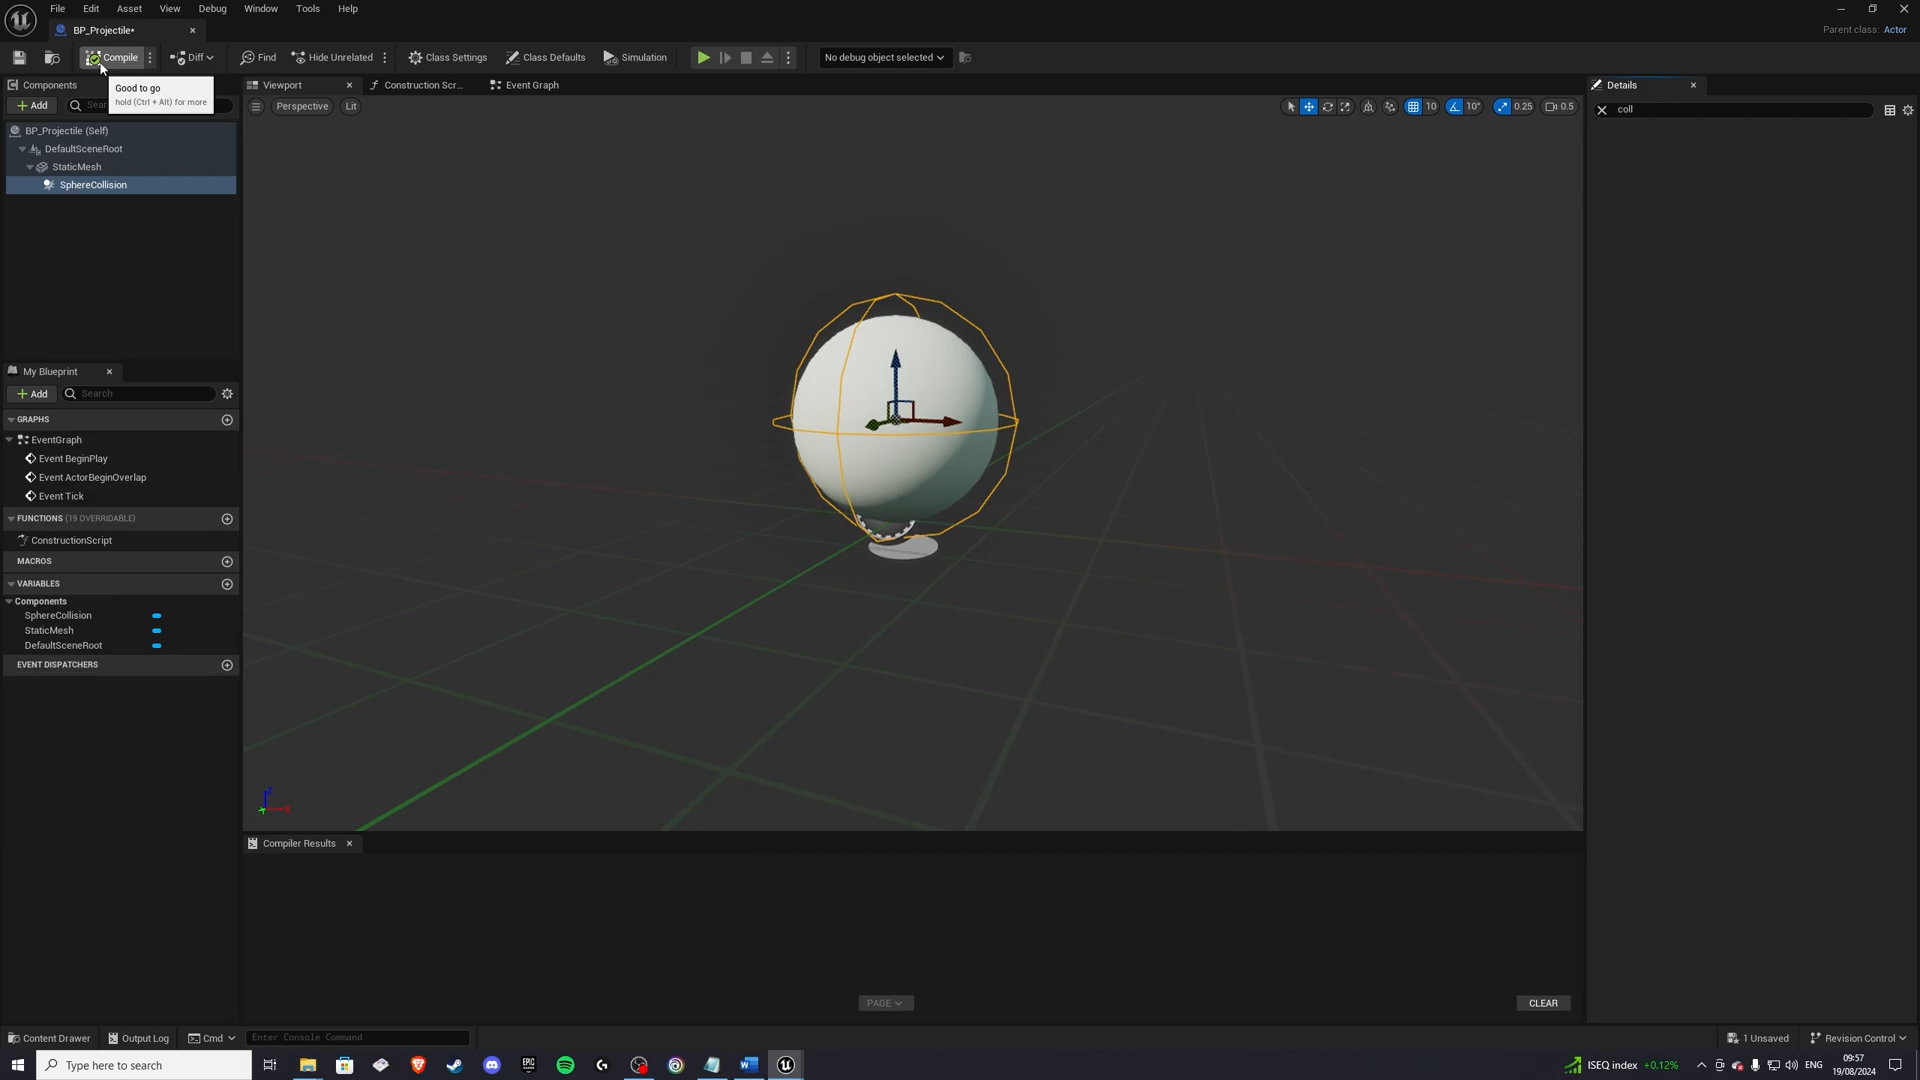 File Edit Asset View Debug Window Tools Help
BP_Projectile*
Parent class: Actor
Compile Diff Find Hide Unrelated Class Settings Class Defaults Simulation No debug object selected
Good to go
hold (Ctrl + Alt) for more
Components
Add Sear
BP_Projectile (Self)
DefaultSceneRoot
StaticMesh
SphereCollision
Viewport Construction Scr... Event Graph
Perspective Lit
10 10° 0.25 0.5
Details
coll
My Blueprint
Add Search
GRAPHS
EventGraph
Event BeginPlay
Event ActorBeginOverlap
Event Tick
FUNCTIONS (19 OVERRIDABLE)
ConstructionScript
MACROS
VARIABLES
Components
SphereCollision
StaticMesh
DefaultSceneRoot
EVENT DISPATCHERS
Z
Compiler Results
PAGE
CLEAR
Content Drawer Output Log Cmd Enter Console Command
1 Unsaved Revision Control
Type here to search
ISEQ index +0.12%
ENG
09:57
19/08/2024